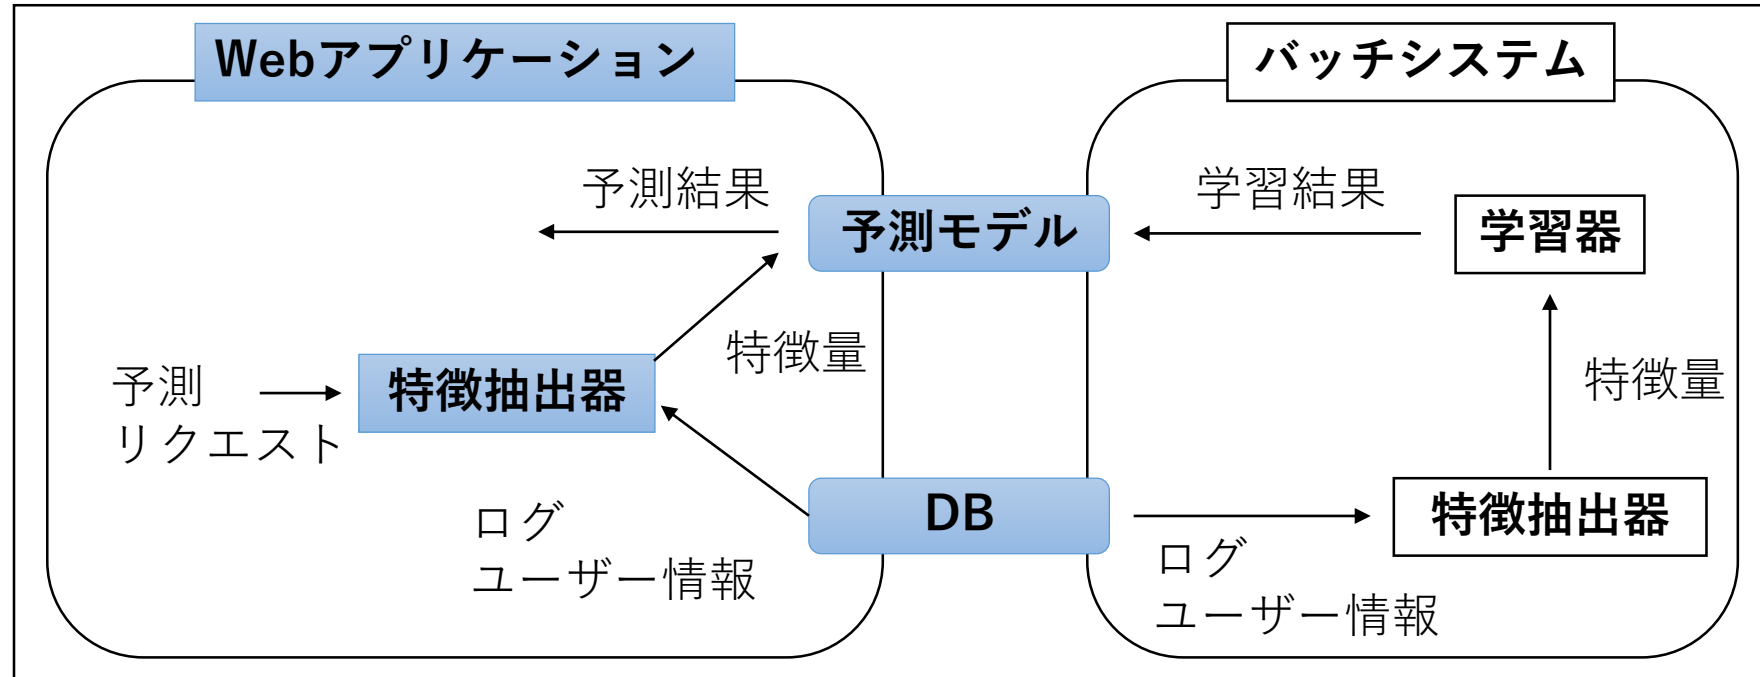 Webアプリケーション
バッチシステム
予測結果
予測モデル
学習結果
学習器
特徴量
予測
リクエスト
特徴抽出器
特徴量
ログ
ユーザー情報
DB
ログ
ユーザー情報
特徴抽出器